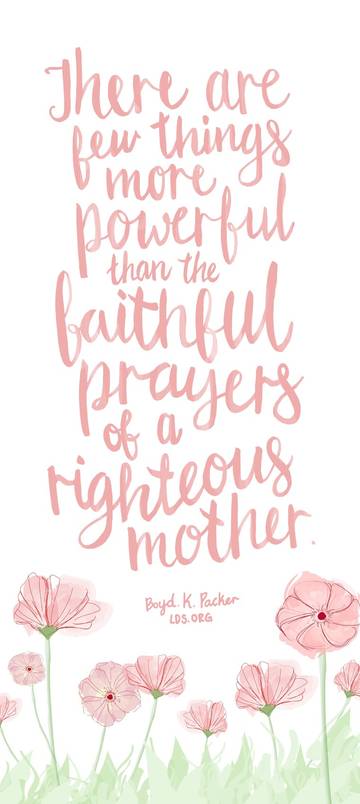 There are
few things
more
powerful
than the
faithful
prayers
of a
righteous
mother.
Boyd. K. Packer
LDS.ORG